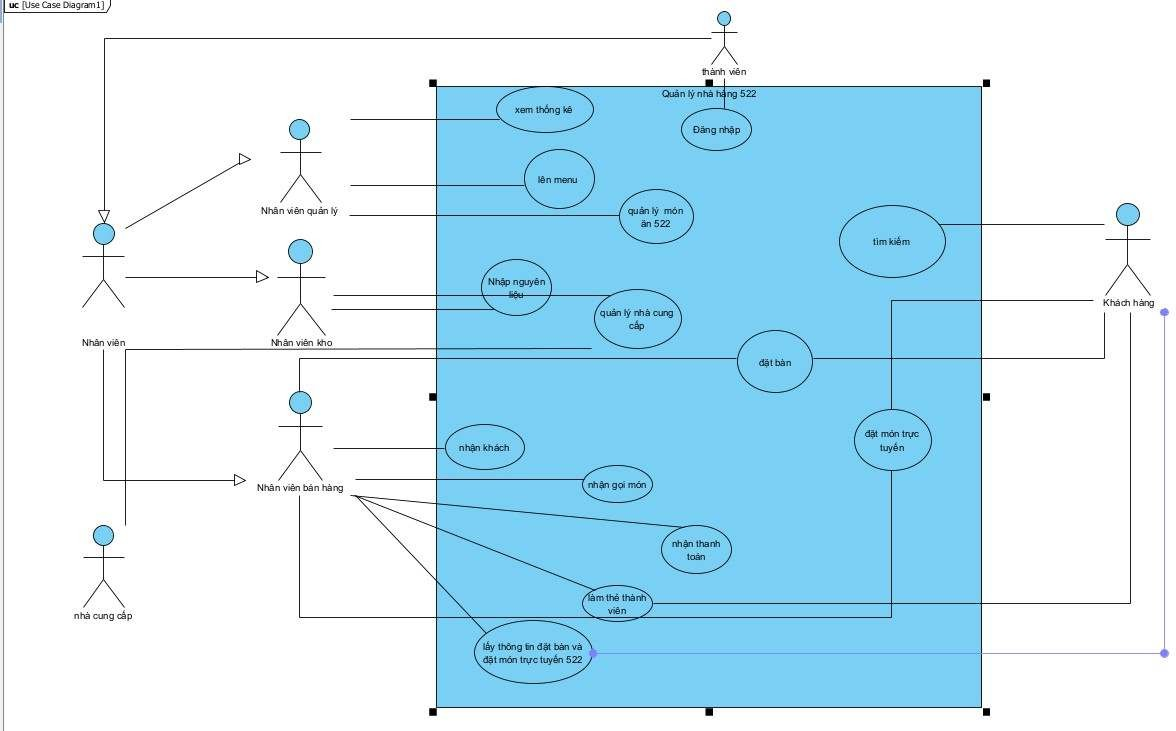 uc [Use Case Diagram1]
thành viên
Quản lý nhà hàng 522
xem thống kê
Đăng nhập
lên menu
Nhân viên quản lý
quản lý món
ăn 522
tìm kiếm
Nhập nguyên
liệu
quản lý nhà cung
cấp
Khách hàng
Nhân viên
Nhân viên kho
đặt bàn
đặt món trực
tuyến
nhận khách
Nhân viên bán hàng
nhận gọi món
nhận thanh
toán
làm thẻ thành
viên
nhà cung cấp
lấy thông tin đặt bàn và
đặt món trực tuyến 522